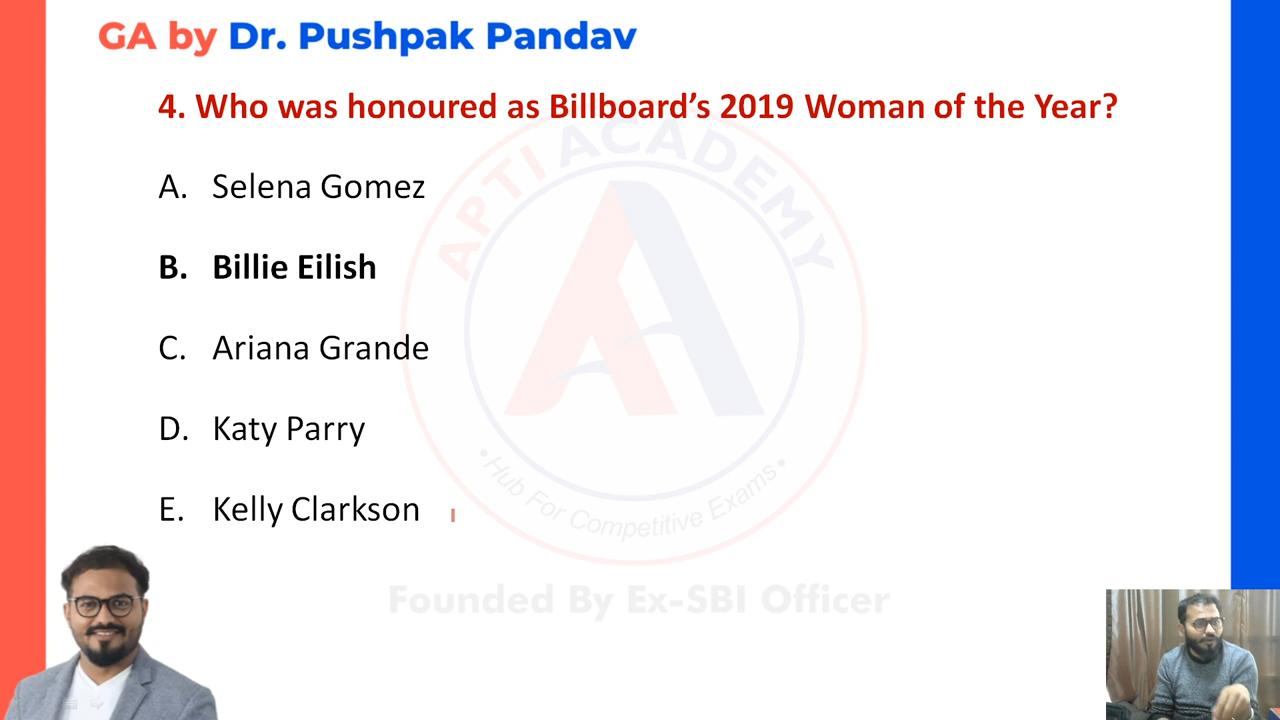 GA by Dr. Pushpak Pandav
4. Who was honoured as Billboard’s 2019 Woman of the Year?
A. Selena Gomez
B. Billie Eilish
C. Ariana Grande
D. Katy Parry
E. Kelly Clarkson
APTI ACADEMY
•Hub For Competitive Exams•
Founded By Ex-SBI Officer